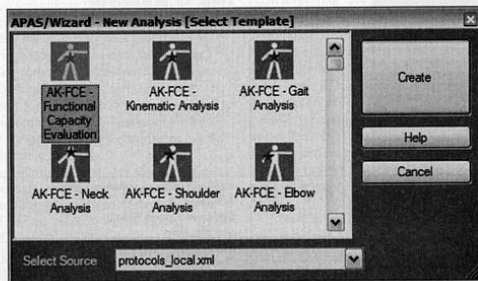 APAS/Wizard - New Analysis [Select Template]
AK-FCE - Functional Capacity Evaluation
AK-FCE - Kinematic Analysis
AK-FCE - Gait Analysis
AK-FCE - Neck Analysis
AK-FCE - Shoulder Analysis
AK-FCE - Elbow Analysis
Create
Help
Cancel
Select Source
protocols_local.xml